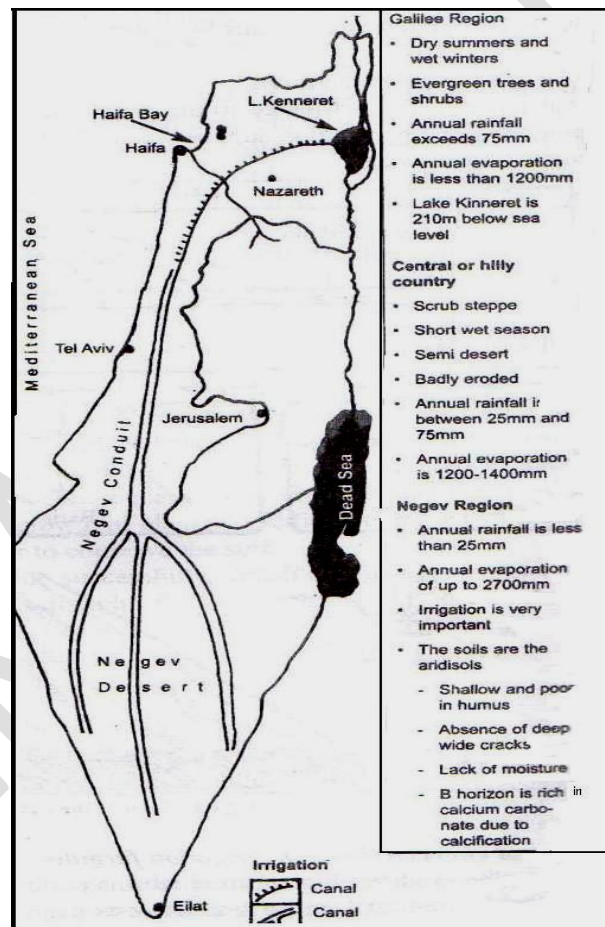 Galilee Region
• Dry summers and
wet winters
• Evergreen trees and
shrubs
• Annual rainfall
exceeds 75mm
• Annual evaporation
is less than 1200mm
• Lake Kinneret is
210m below sea
level
Central or hilly
country
• Scrub steppe
• Short wet season
• Semi desert
• Badly eroded
• Annual rainfall ir
between 25mm and
75mm
• Annual evaporation
is 1200-1400mm
Negev Region
• Annual rainfall is less
than 25mm
• Annual evaporation
of up to 2700mm
• Irrigation is very
important
• The soils are the
aridisols
- Shallow and poor
in humus
- Absence of deep
wide cracks
- Lack of moisture
- B horizon is rich in
calcium carbo-
nate due to
calcification
L.Kenneret
Haifa Bay
Haifa
Nazareth
Mediterranean Sea
Tel Aviv
Jerusalem
Dead Sea
Negev Conduit
Negev
Desert
Eilat
Irrigation
Canal
Canal